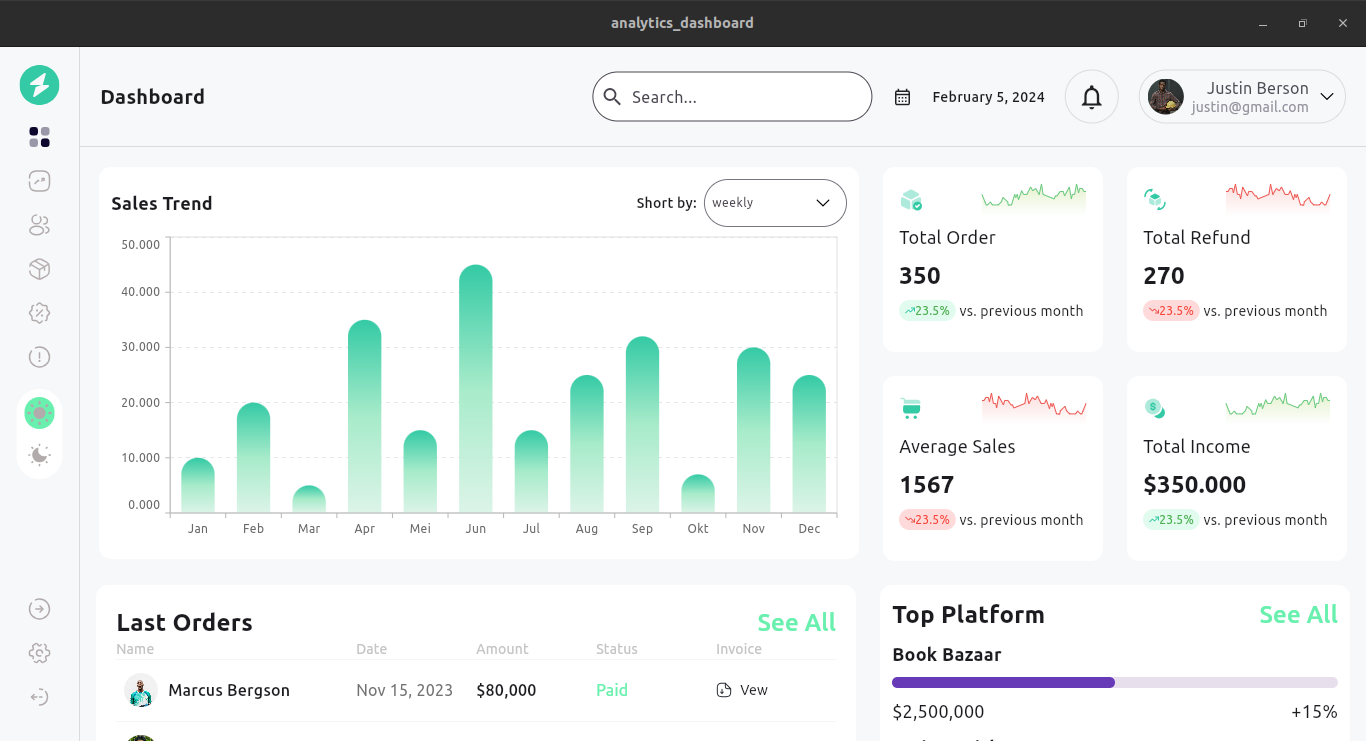 analytics_dashboard
Dashboard
Search...
February 5, 2024
Justin Berson
justin@gmail.com
Sales Trend
Short by:
weekly
50.000
40.000
30.000
20.000
10.000
0.000
Jan Feb Mar Apr Mei Jun Jul Aug Sep Okt Nov Dec
Total Order
350
23.5% vs. previous month
Total Refund
270
23.5% vs. previous month
Average Sales
1567
23.5% vs. previous month
Total Income
$350.000
23.5% vs. previous month
Last Orders
See All
Name Date Amount Status Invoice
Marcus Bergson Nov 15, 2023 $80,000 Paid Vew
Top Platform
See All
Book Bazaar
$2,500,000 +15%